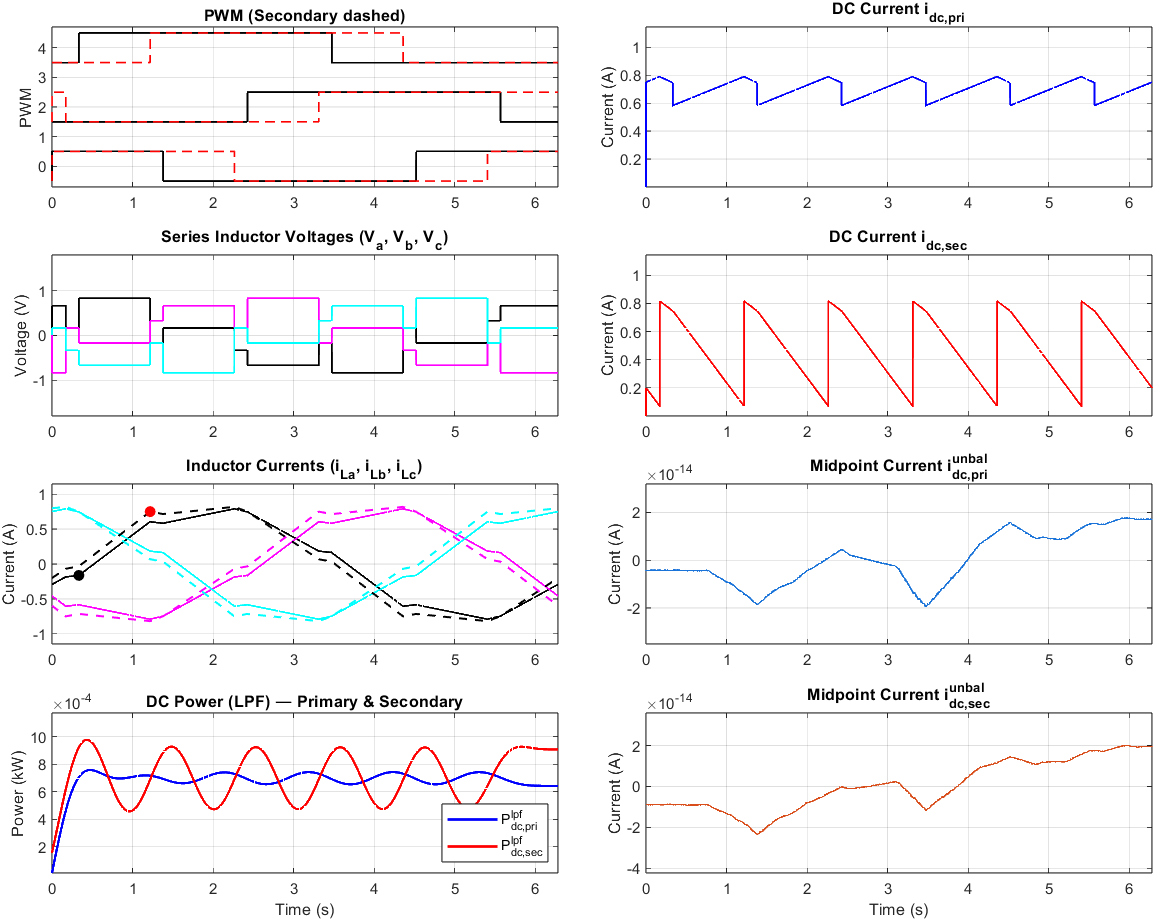 PWM (Secondary dashed)
PWM
4
3
2
1
0
0 1 2 3 4 5 6
DC Current i_dc,pri
Current (A)
1
0.8
0.6
0.4
0.2
0 1 2 3 4 5 6
Series Inductor Voltages (V_a, V_b, V_c)
Voltage (V)
1
0
-1
0 1 2 3 4 5 6
DC Current i_dc,sec
Current (A)
1
0.8
0.6
0.4
0.2
0 1 2 3 4 5 6
Inductor Currents (i_La, i_Lb, i_Lc)
Current (A)
1
0.5
0
-0.5
-1
0 1 2 3 4 5 6
Midpoint Current i_dc,pri^unbal
×10^-14
Current (A)
2
0
-2
0 1 2 3 4 5 6
DC Power (LPF) — Primary & Secondary
×10^-4
Power (kW)
10
8
6
4
2
P_dc,pri^lpf
P_dc,sec^lpf
0 1 2 3 4 5 6
Time (s)
Midpoint Current i_dc,sec^unbal
×10^-14
Current (A)
2
0
-2
-4
0 1 2 3 4 5 6
Time (s)